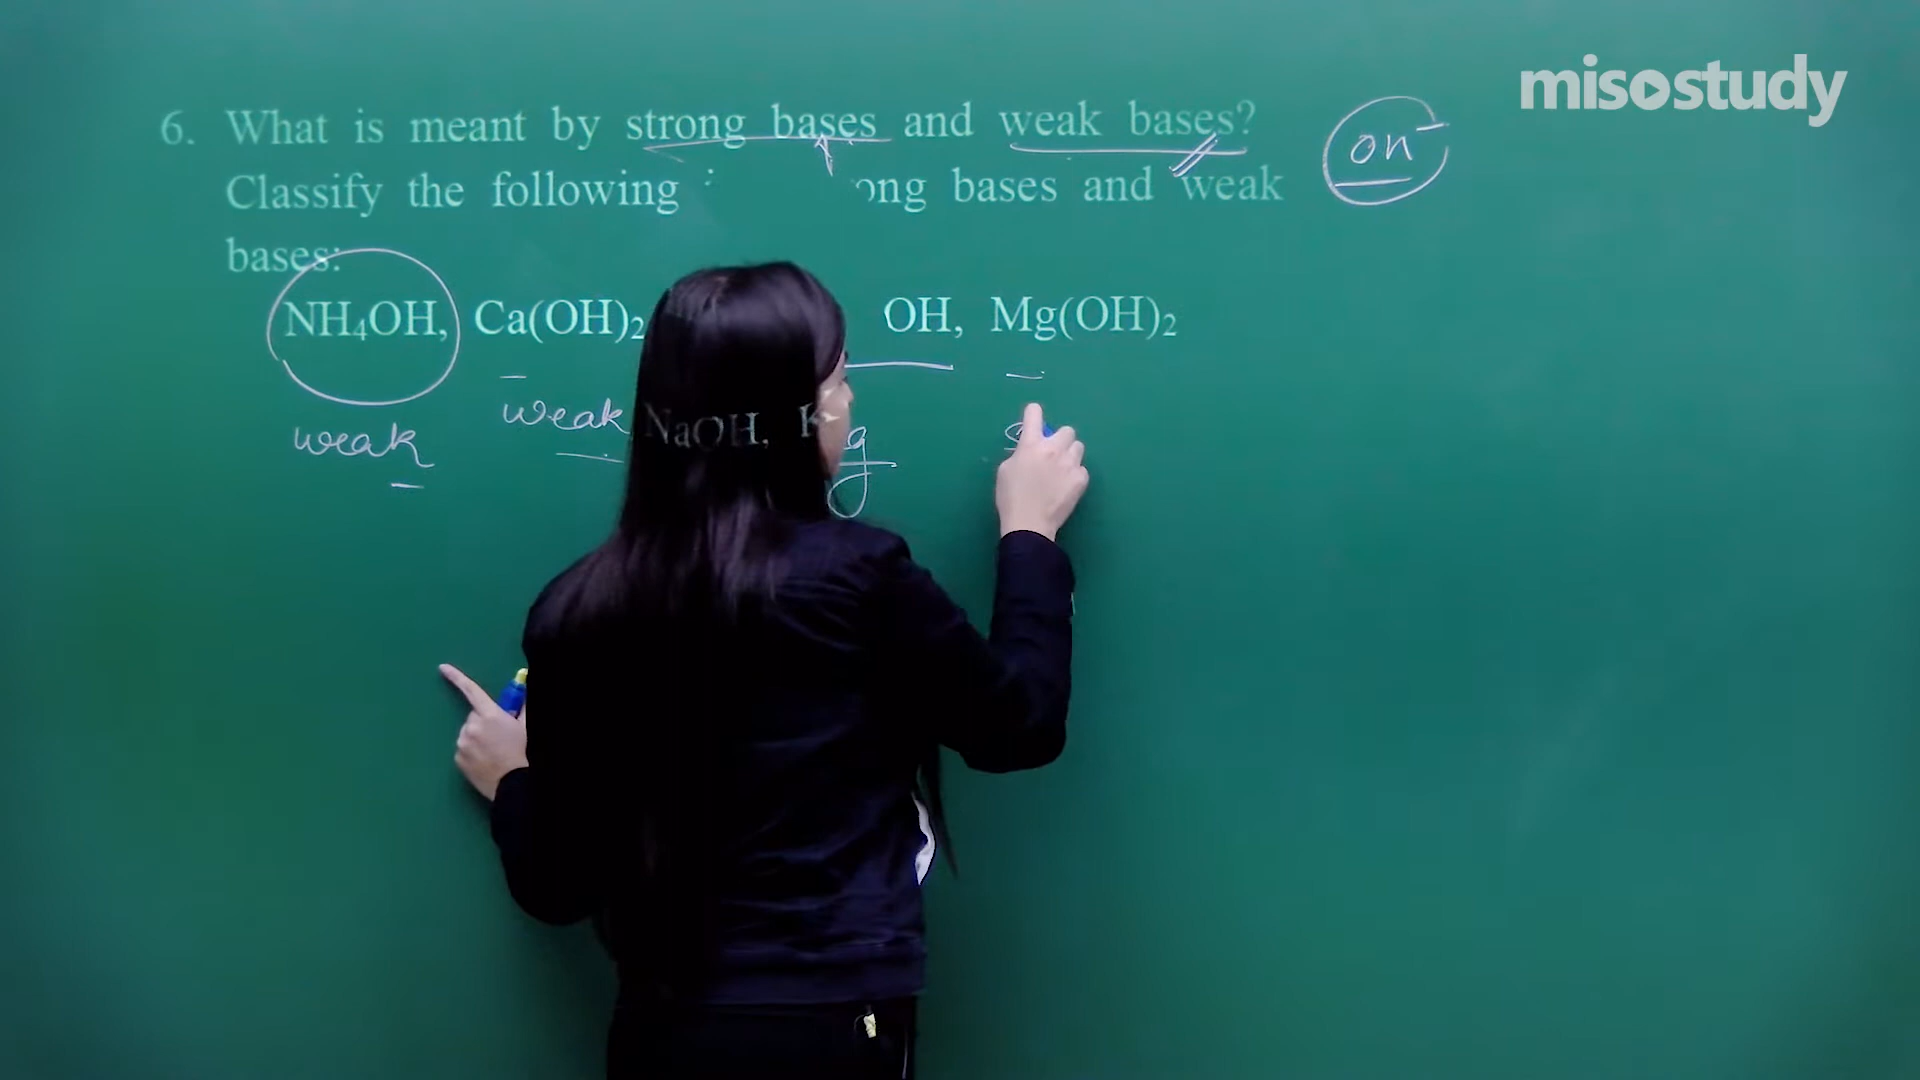 misostudy
6. What is meant by strong bases and weak bases?
Classify the following ong bases and weak
bases:
NH₄OH, Ca(OH)₂ OH, Mg(OH)₂
NaOH, K
weak
weak
g
OH⁻